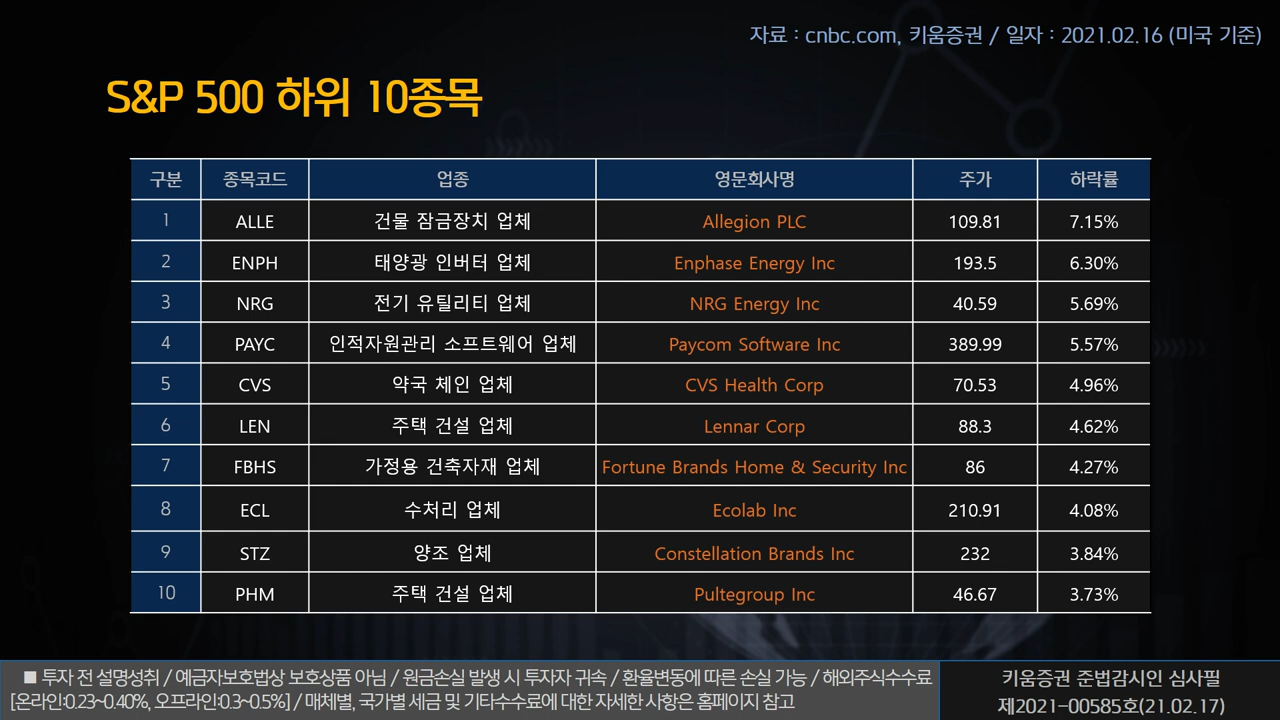 자료 : cnbc.com, 키움증권 / 일자 : 2021.02.16 (미국 기준)
S&P 500 하위 10종목
구분 종목코드 업종 영문회사명 주가 하락률
1 ALLE 건물 잠금장치 업체 Allegion PLC 109.81 7.15%
2 ENPH 태양광 인버터 업체 Enphase Energy Inc 193.5 6.30%
3 NRG 전기 유틸리티 업체 NRG Energy Inc 40.59 5.69%
4 PAYC 인적자원관리 소프트웨어 업체 Paycom Software Inc 389.99 5.57%
5 CVS 약국 체인 업체 CVS Health Corp 70.53 4.96%
6 LEN 주택 건설 업체 Lennar Corp 88.3 4.62%
7 FBHS 가정용 건축자재 업체 Fortune Brands Home & Security Inc 86 4.27%
8 ECL 수처리 업체 Ecolab Inc 210.91 4.08%
9 STZ 양조 업체 Constellation Brands Inc 232 3.84%
10 PHM 주택 건설 업체 Pultegroup Inc 46.67 3.73%
■ 투자 전 설명성취 / 예금자보호법상 보호상품 아님 / 원금손실 발생 시 투자자 귀속 / 환율변동에 따른 손실 가능 / 해외주식수수료
[온라인:0.23~0.40%, 오프라인:0.3~0.5%] / 매체별, 국가별 세금 및 기타수수료에 대한 자세한 사항은 홈페이지 참고
키움증권 준법감시인 심사필
제2021-00585호(21.02.17)